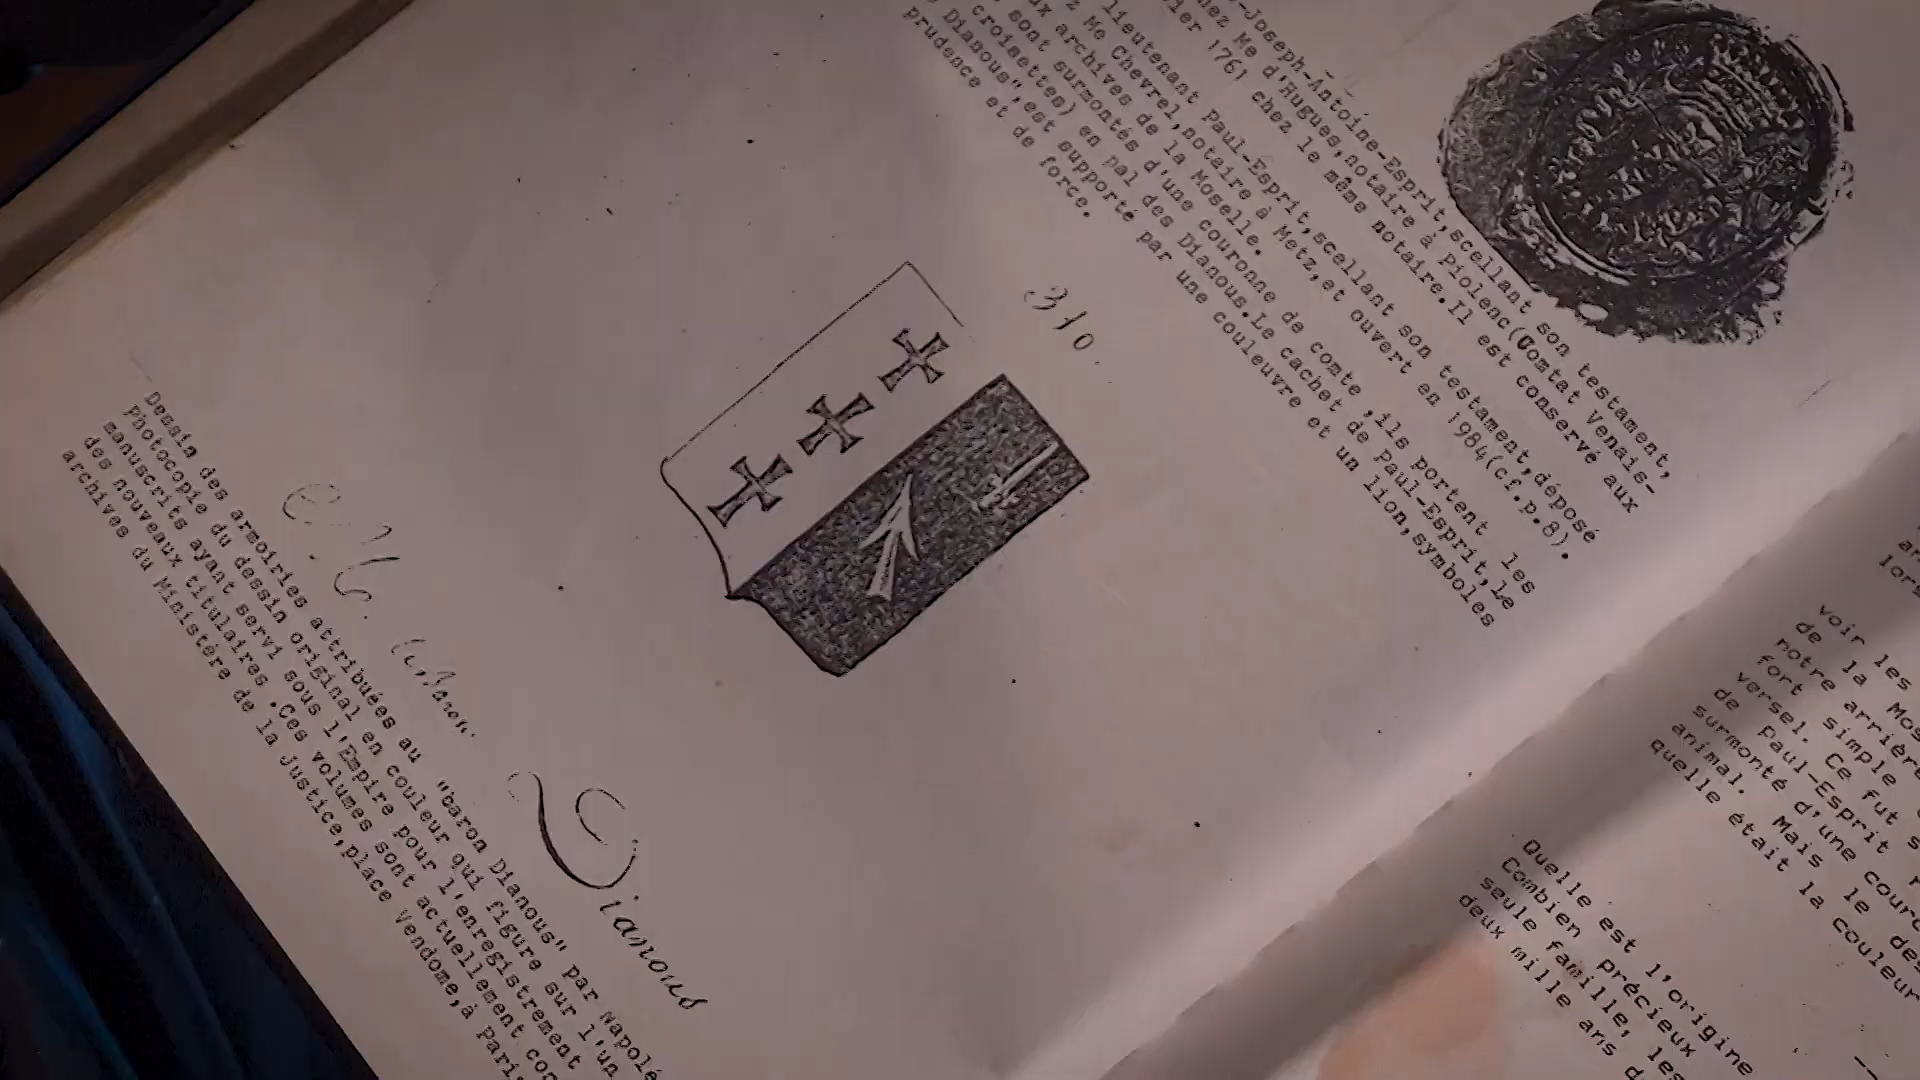 -Joseph-Antoine-Esprit, scellant son testament,
chez Me d'Hugues, notaire à Piolenc (Comtat Venais-
vier 1761 chez le même notaire. Il est conservé aux
lieutenant Paul-Esprit, scellant son testament, déposé
z Me Chevrel, notaire à Metz, et ouvert en 1984 (cf. p. 8).
ux archives de la Moselle.
sont surmontés d'une couronne de comte, ils portent les
croisettes) en pal des Dianous. Le cachet de Paul-Esprit, Le
Dianous", est supporté par une couleuvre et un lion, symboles
prudence et de force.
310.
Dianous
Dessin des armoiries attribuées au "baron Dianous" par Napolé
Photocopie du dessin original en couleur qui figure sur l'un
manuscrits ayant servi sous l'Empire pour l'enregistrement
des nouveaux titulaires. Ces volumes sont actuellement con
archives du Ministère de la Justice, place Vendome, à Paris.
lors
voir les
de la Mos
notre arrière
fort simple
versel. Ce fut s
de Paul-Esprit
surmonté d'une cour
animal. Mais le des
quelle était la couleur
Quelle est l'origine
Combien précieux
seule famille, les
deux mille ans d